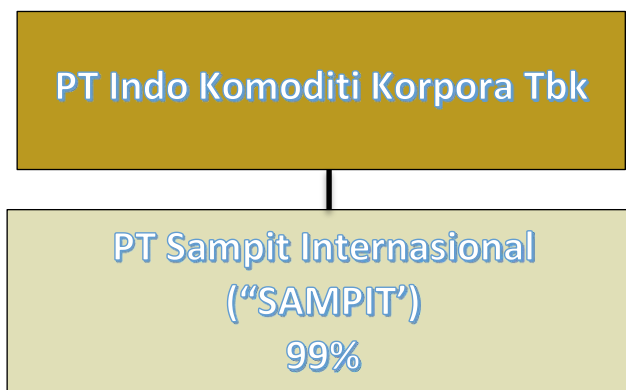 PT Indo Komoditi Korpora Tbk
PT Sampit Internasional
(“SAMPIT’)
99%